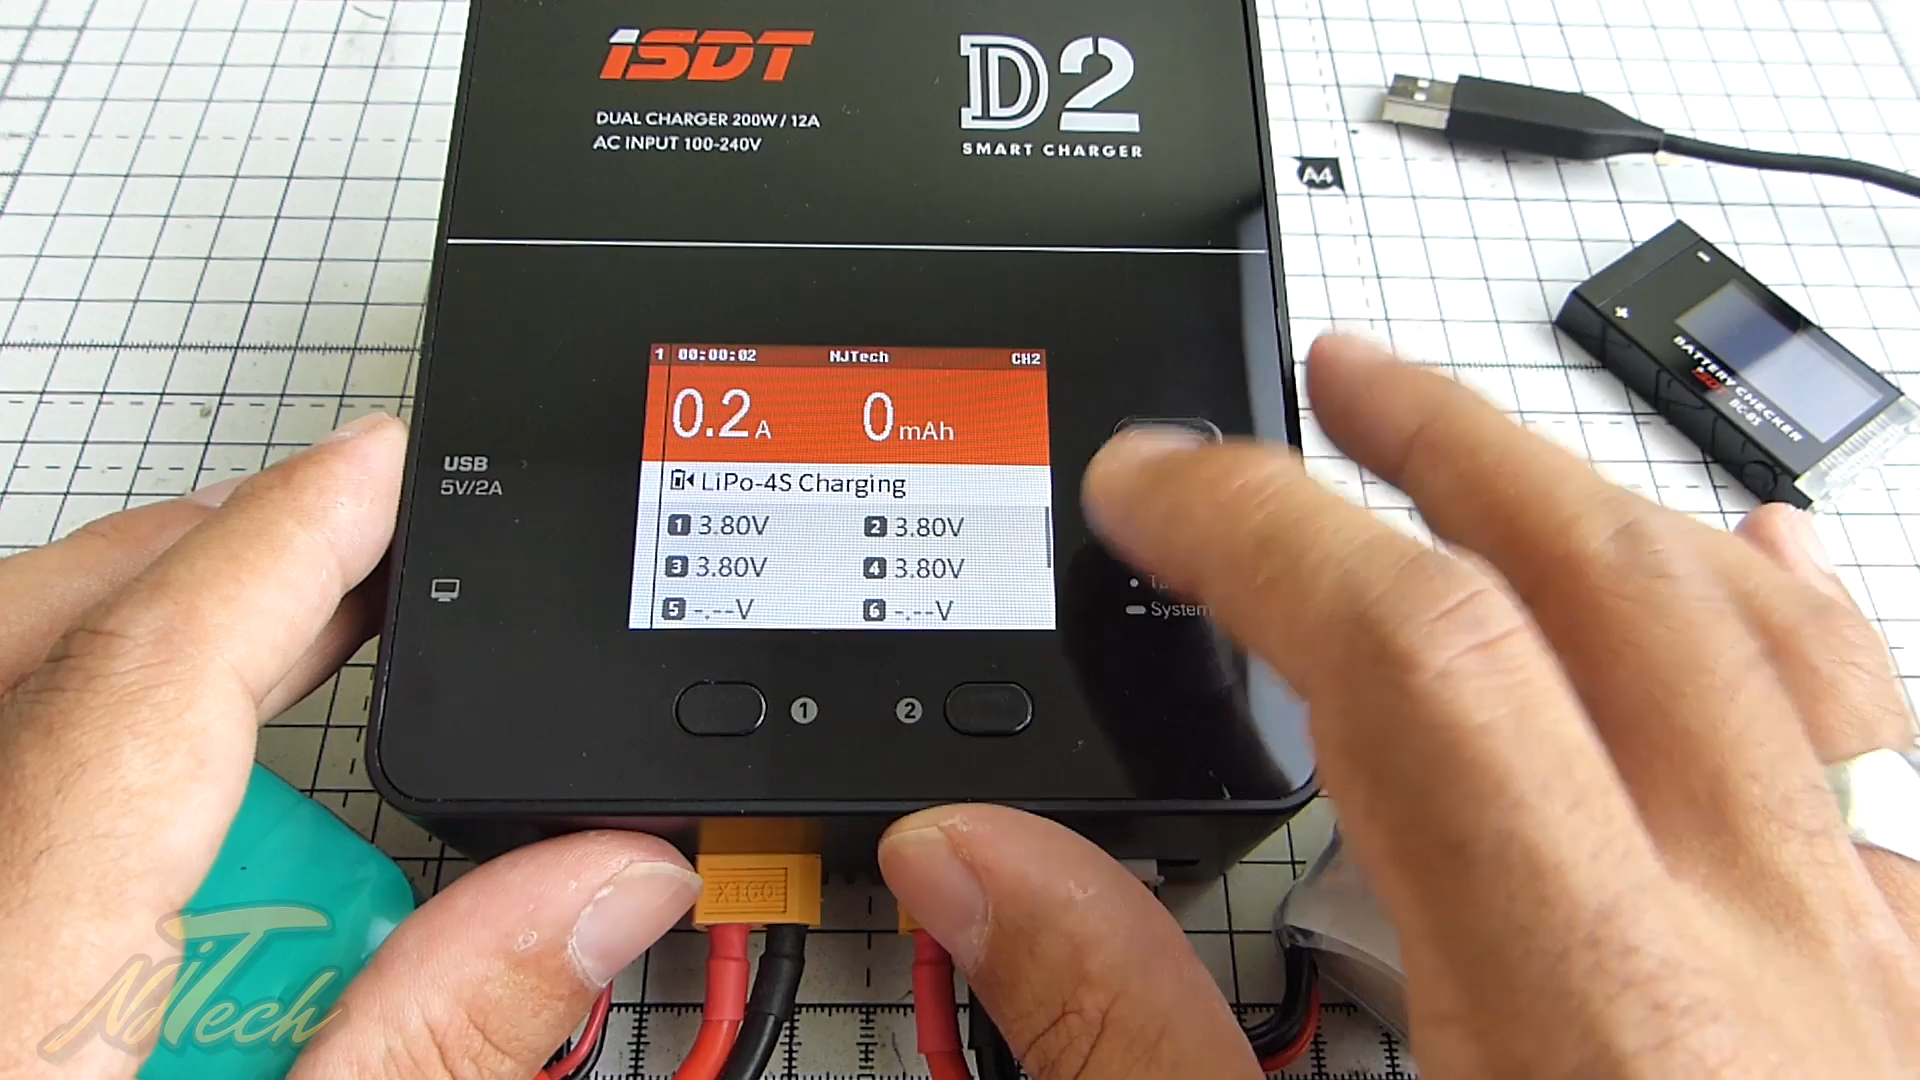 iSDT
DUAL CHARGER 200W / 12A
AC INPUT 100-240V
D2
SMART CHARGER
A4
BATTERY CHECKER
BC-8S
USB
5V/2A
1 00:00:02 NJTech CH2
0.2A 0mAh
LiPo-4S Charging
1 3.80V 2 3.80V
3 3.80V 4 3.80V
5 -.--V 6 -.--V
System
1 2
XT60
NJTech